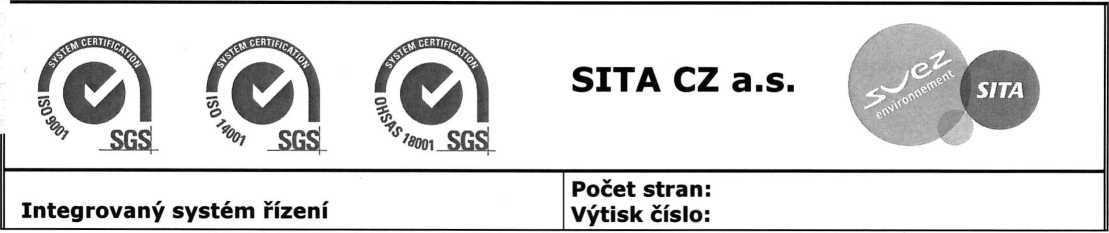 SYSTEM CERTIFICATION
ISO 9001
SGS
SYSTEM CERTIFICATION
ISO 14001
SGS
SYSTEM CERTIFICATION
OHSAS 18001
SGS
SITA CZ a.s.
suez
environnement
SITA
Integrovaný systém řízení
Počet stran:
Výtisk číslo: